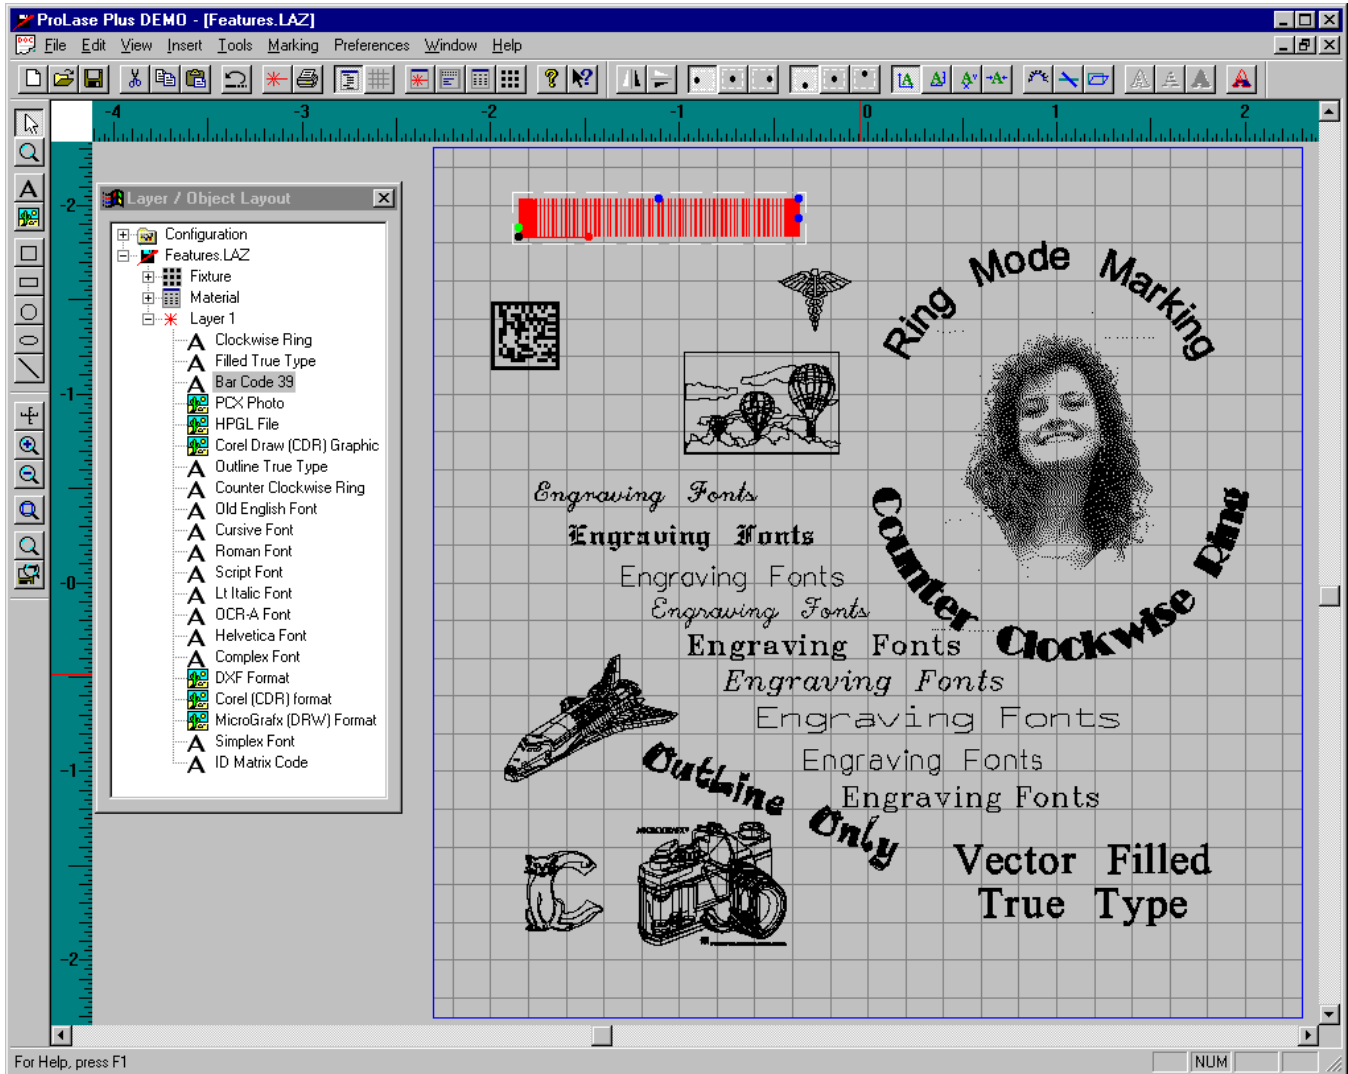 ProLase Plus DEMO - [Features.LAZ]
File Edit View Insert Tools Marking Preferences Window Help
-4 -3 -2 -1 0 1 2
-2
-1
-0
-1
-2
Layer / Object Layout
Configuration
Features.LAZ
Fixture
Material
Layer 1
Clockwise Ring
Filled True Type
Bar Code 39
PCX Photo
HPGL File
Corel Draw (CDR) Graphic
Outline True Type
Counter Clockwise Ring
Old English Font
Cursive Font
Roman Font
Script Font
Lt Italic Font
OCR-A Font
Helvetica Font
Complex Font
DXF Format
Corel (CDR) format
MicroGrafx (DRW) Format
Simplex Font
ID Matrix Code
Ring Mode Marking
Counter Clockwise Ring
Engraving Fonts
Engraving Fonts
Engraving Fonts
Engraving Fonts
Engraving Fonts
Engraving Fonts
Engraving Fonts
Engraving Fonts
Engraving Fonts
Outline Only
Vector Filled
True Type
For Help, press F1
NUM